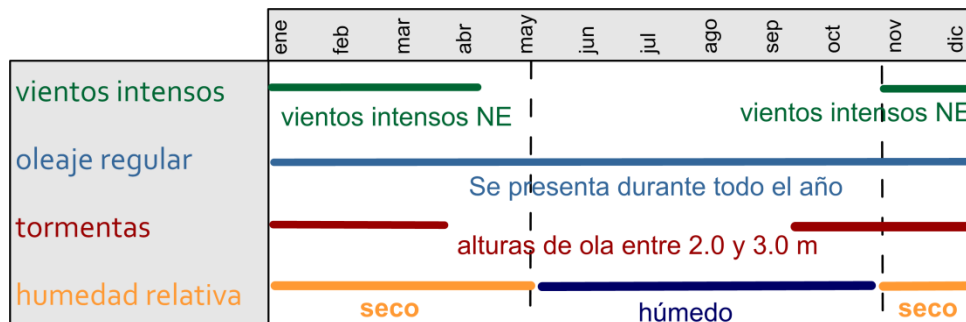 ene feb mar abr may jun jul ago sep oct nov dic
vientos intensos
vientos intensos NE vientos intensos NE
oleaje regular
Se presenta durante todo el año
tormentas
alturas de ola entre 2.0 y 3.0 m
humedad relativa
seco húmedo seco